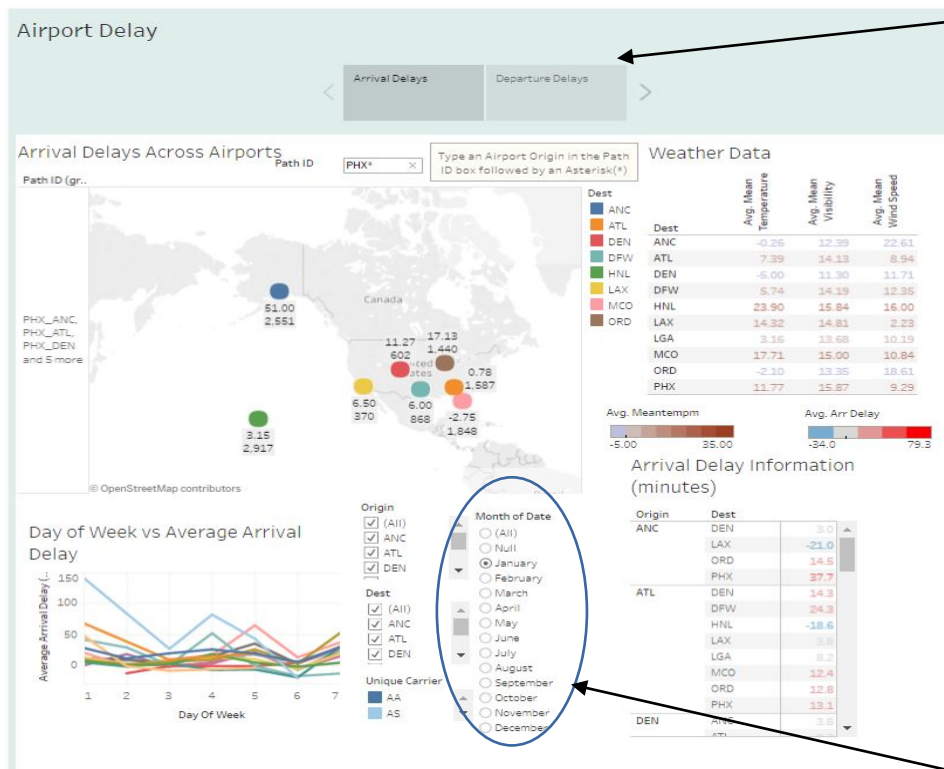 Airport Delay
Arrival Delays
Departure Delays
Arrival Delays Across Airports
Path ID
PHX*
Type an Airport Origin in the Path
ID box followed by an Asterisk(*)
Path ID (gr..
PHX_ANC,
PHX_ATL,
PHX_DEN
and 5 more
Canada
51.00
2,551
11.27
602
17.13
1,440
0.78
1,587
6.50
370
6.00
868
-2.75
1,848
3.15
2,917
© OpenStreetMap contributors
Dest
ANC
ATL
DEN
DFW
HNL
LAX
MCO
ORD
Weather Data
Dest Avg. Mean Temperature Avg. Mean Visibility Avg. Mean Wind Speed
ANC -0.26 12.39 22.61
ATL 7.39 14.13 8.94
DEN -5.00 11.30 11.71
DFW 5.74 14.19 12.35
HNL 23.90 15.84 16.00
LAX 14.32 14.81 2.23
LGA 3.16 13.68 10.19
MCO 17.71 15.00 10.84
ORD -2.10 13.35 18.61
PHX 11.77 15.87 9.29
Avg. Meantempm
-5.00 35.00
Avg. Arr Delay
-34.0 79.3
Day of Week vs Average Arrival
Delay
Average Arrival Delay (..
150
100
50
0
1 2 3 4 5 6 7
Day Of Week
Origin
(All)
ANC
ATL
DEN
Dest
(All)
ANC
ATL
DEN
Unique Carrier
AA
AS
Month of Date
(All)
Null
January
February
March
April
May
June
July
August
September
October
November
December
Arrival Delay Information
(minutes)
Origin Dest
ANC DEN 3.0
LAX -21.0
ORD 14.5
PHX 37.7
ATL DEN 14.3
DFW 24.3
HNL -18.6
LAX 3.8
LGA 8.2
MCO 12.4
ORD 12.8
PHX 13.1
DEN ANC 3.8